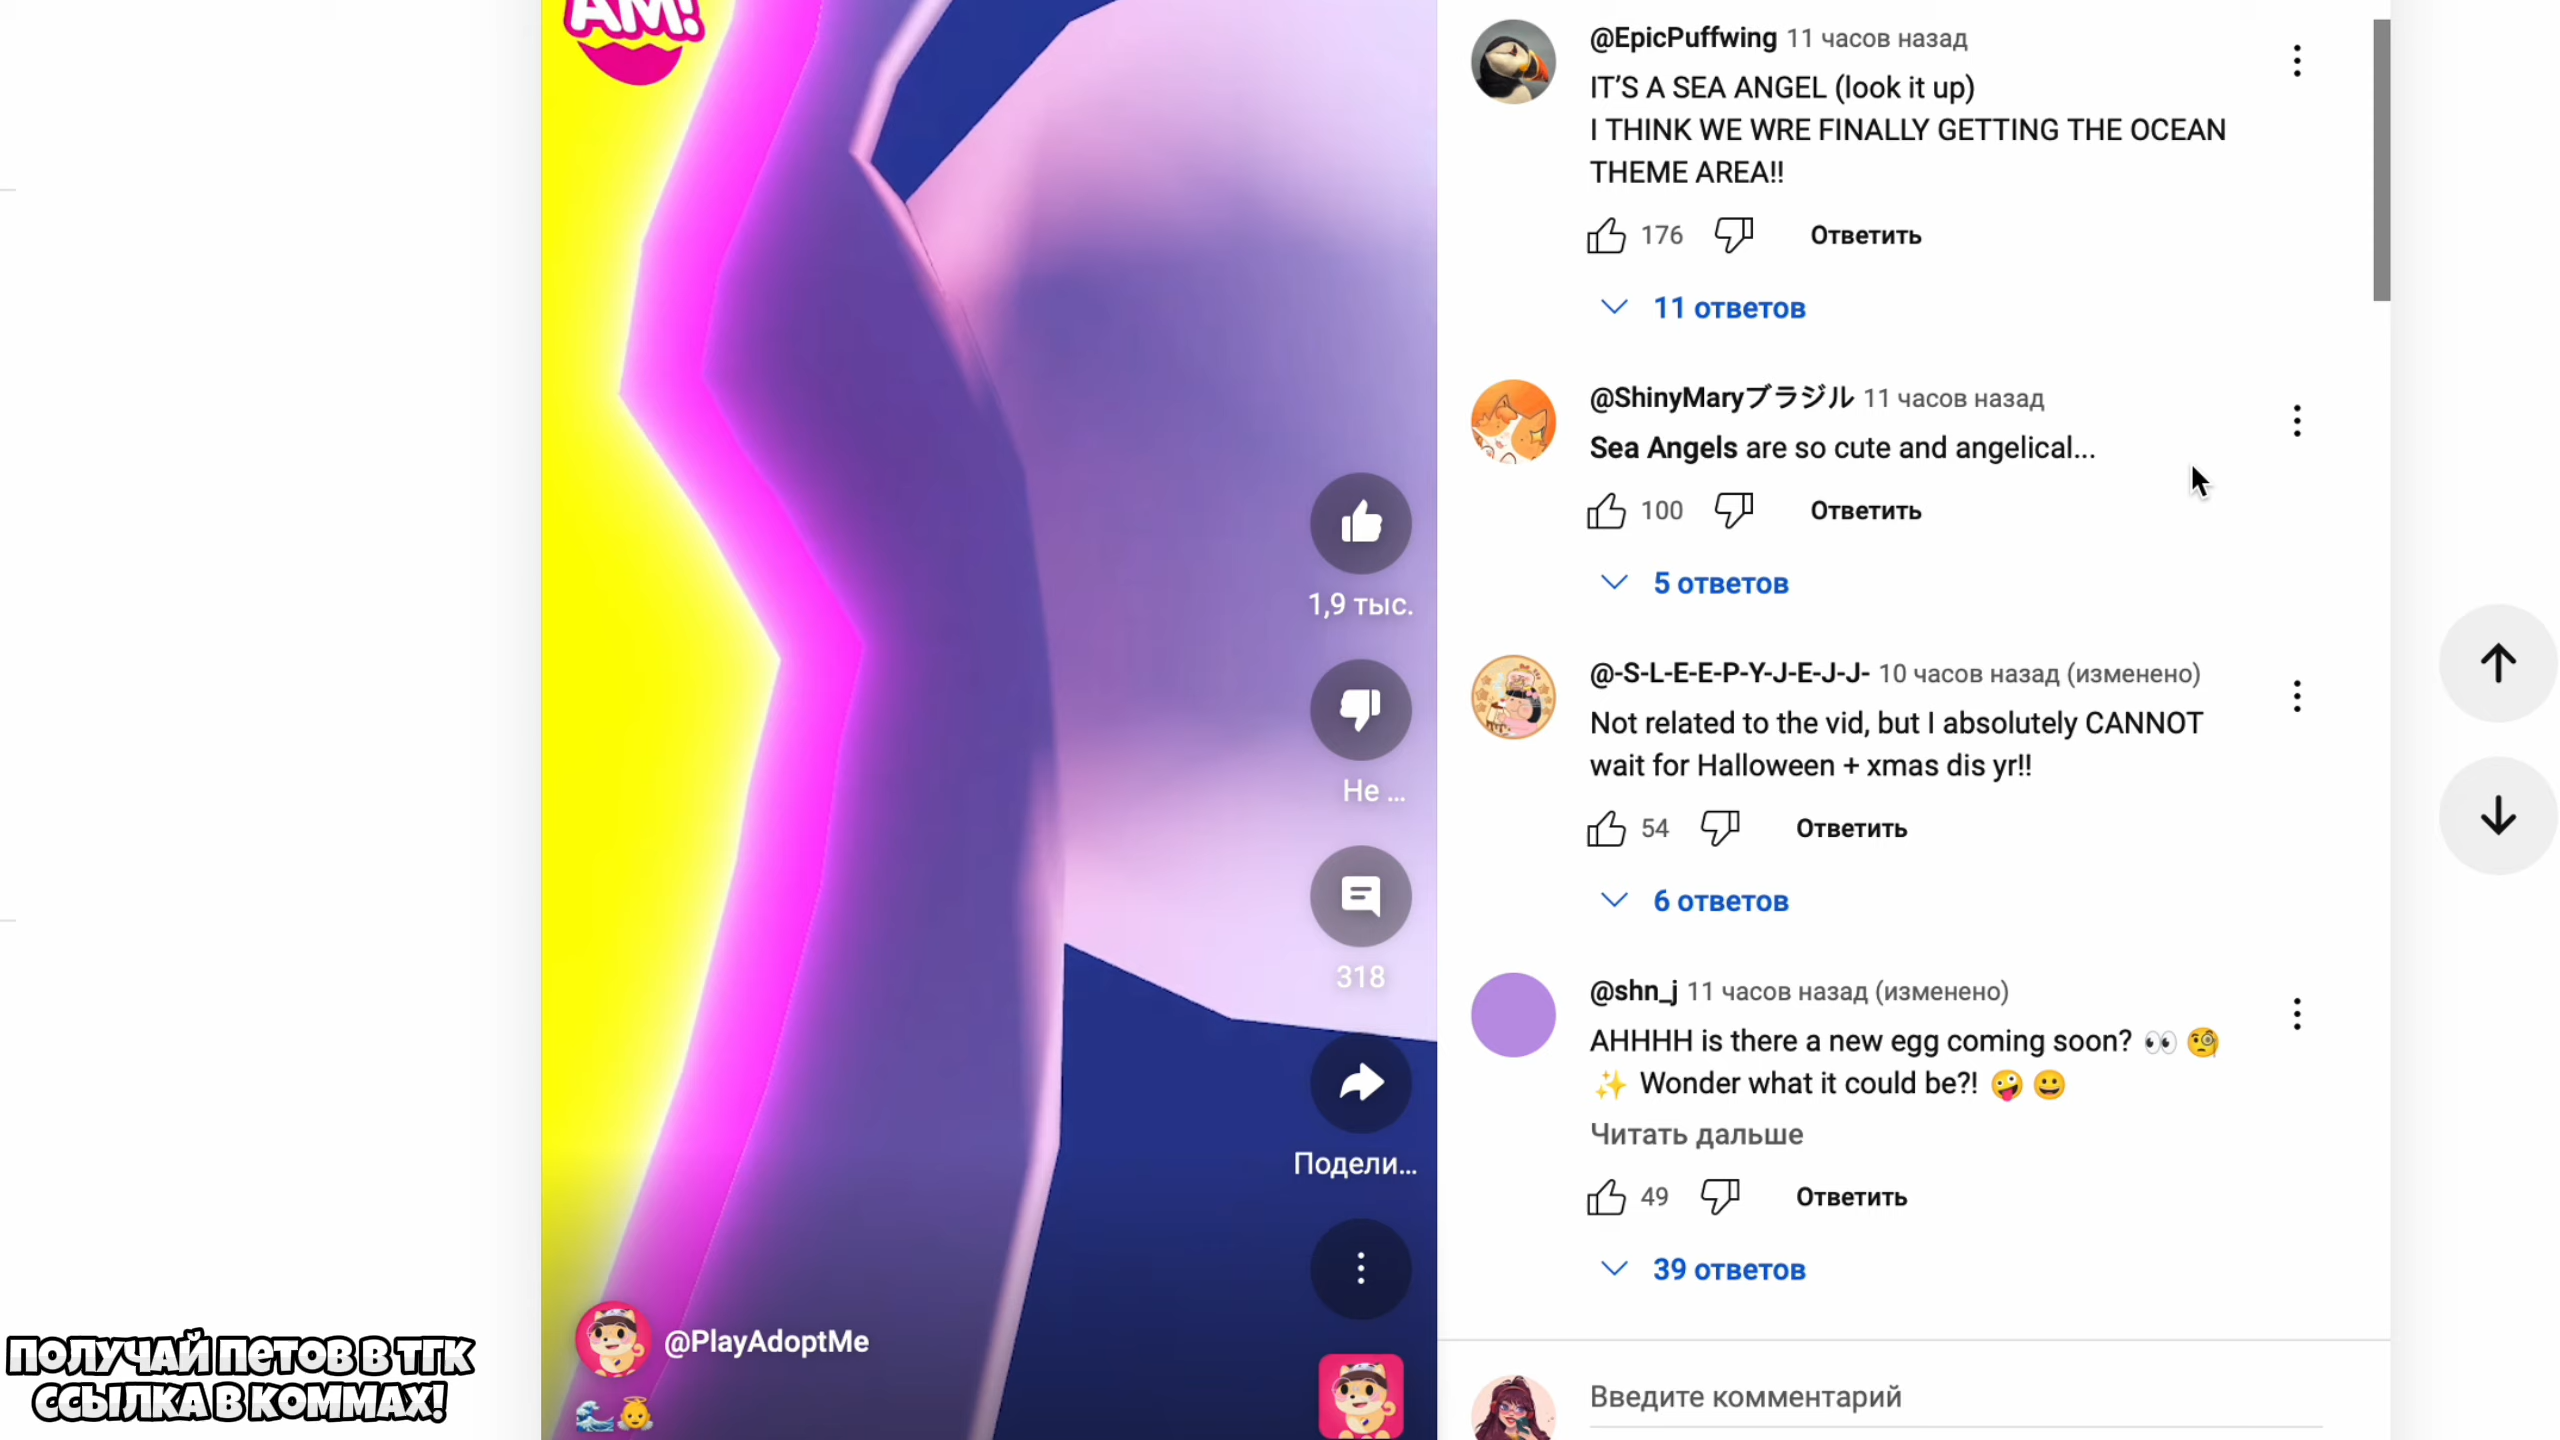 AM!
@EpicPuffwing 11 часов назад
IT’S A SEA ANGEL (look it up)
I THINK WE WRE FINALLY GETTING THE OCEAN
THEME AREA!!
176 Ответить
11 ответов
@ShinyMaryブラジル 11 часов назад
Sea Angels are so cute and angelical...
100 Ответить
5 ответов
@-S-L-E-E-P-Y-J-E-J-J- 10 часов назад (изменено)
Not related to the vid, but I absolutely CANNOT
wait for Halloween + xmas dis yr!!
54 Ответить
6 ответов
@shn_j 11 часов назад (изменено)
AHHHH is there a new egg coming soon? 👀 🧐
✨ Wonder what it could be?! 🤪 😀
Читать дальше
49 Ответить
39 ответов
Введите комментарий
1,9 тыс.
Не ...
318
Подели...
@PlayAdoptMe
🌊👼
ПОЛУЧАЙ ПЕТОВ В ТГК
ССЫЛКА В КОММАХ!